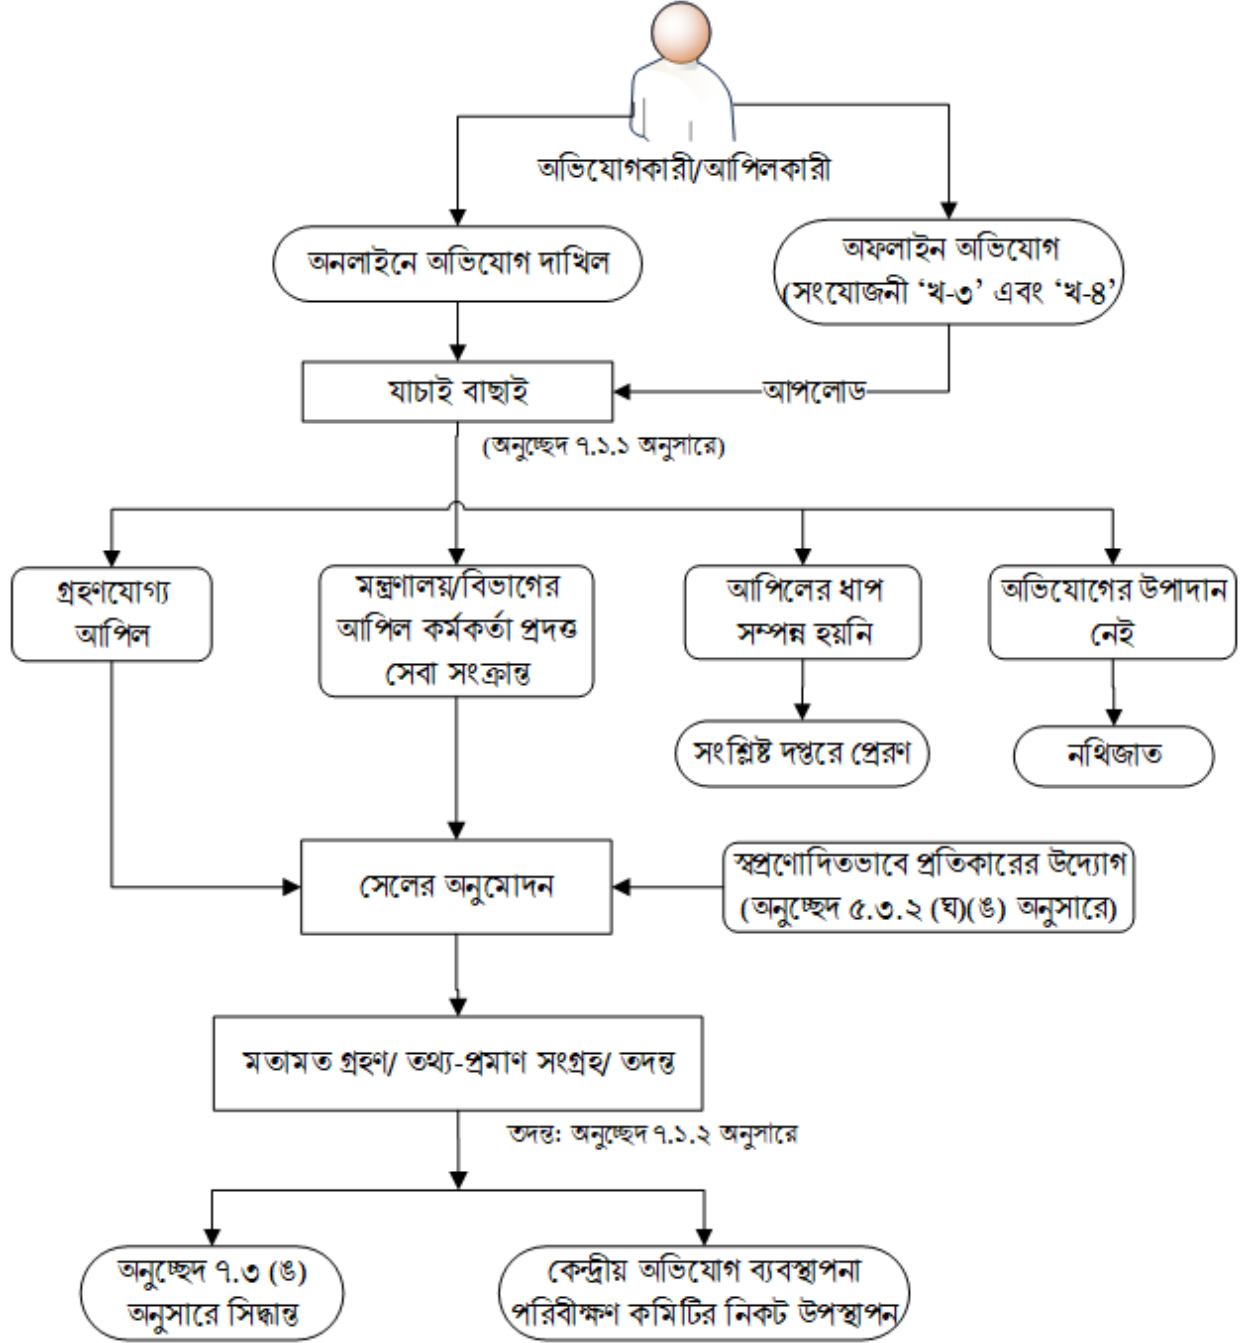 অভিযোগকারী/আপিলকারী
অনলাইনে অভিযোগ দাখিল
অফলাইন অভিযোগ
(সংযোজনী ‘খ-৩’ এবং ‘খ-৪’
যাচাই বাছাই
আপলোড
(অনুচ্ছেদ ৭.১.১ অনুসারে)
গ্রহণযোগ্য
আপিল
মন্ত্রণালয়/বিভাগের
আপিল কর্মকর্তা প্রদত্ত
সেবা সংক্রান্ত
আপিলের ধাপ
সম্পন্ন হয়নি
অভিযোগের উপাদান
নেই
সংশ্লিষ্ট দপ্তরে প্রেরণ
নথিজাত
সেলের অনুমোদন
স্বপ্রণোদিতভাবে প্রতিকারের উদ্যোগ
(অনুচ্ছেদ ৫.৩.২ (ঘ)(ঙ) অনুসারে)
মতামত গ্রহণ/ তথ্য-প্রমাণ সংগ্রহ/ তদন্ত
তদন্ত: অনুচ্ছেদ ৭.১.২ অনুসারে
অনুচ্ছেদ ৭.৩ (ঙ)
অনুসারে সিদ্ধান্ত
কেন্দ্রীয় অভিযোগ ব্যবস্থাপনা
পরিবীক্ষণ কমিটির নিকট উপস্থাপন